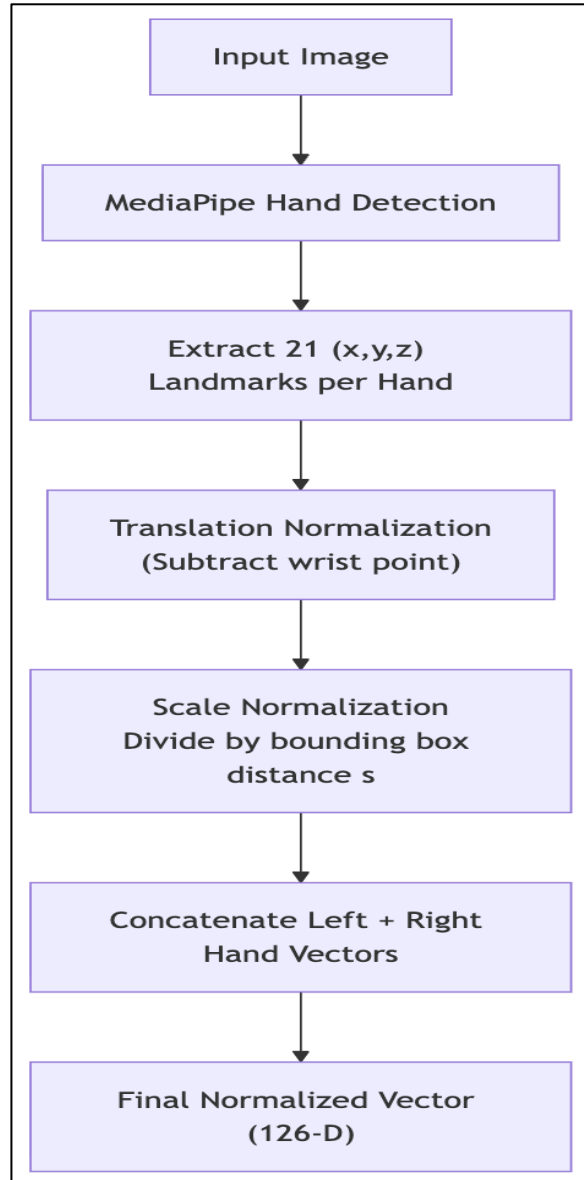 Input Image
MediaPipe Hand Detection
Extract 21 (x,y,z)
Landmarks per Hand
Translation Normalization
(Subtract wrist point)
Scale Normalization
Divide by bounding box
distance s
Concatenate Left + Right
Hand Vectors
Final Normalized Vector
(126-D)